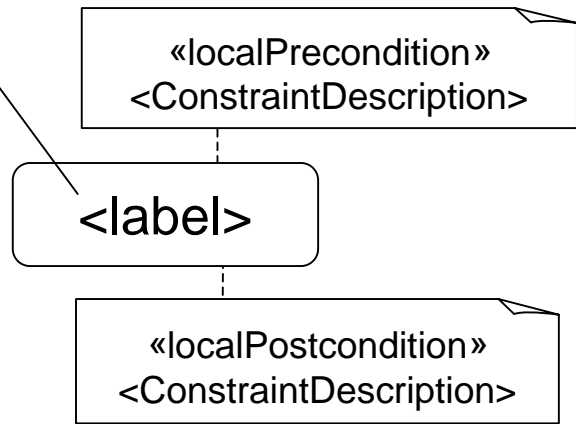 «localPrecondition»
<ConstraintDescription>
<label>
«localPostcondition»
<ConstraintDescription>